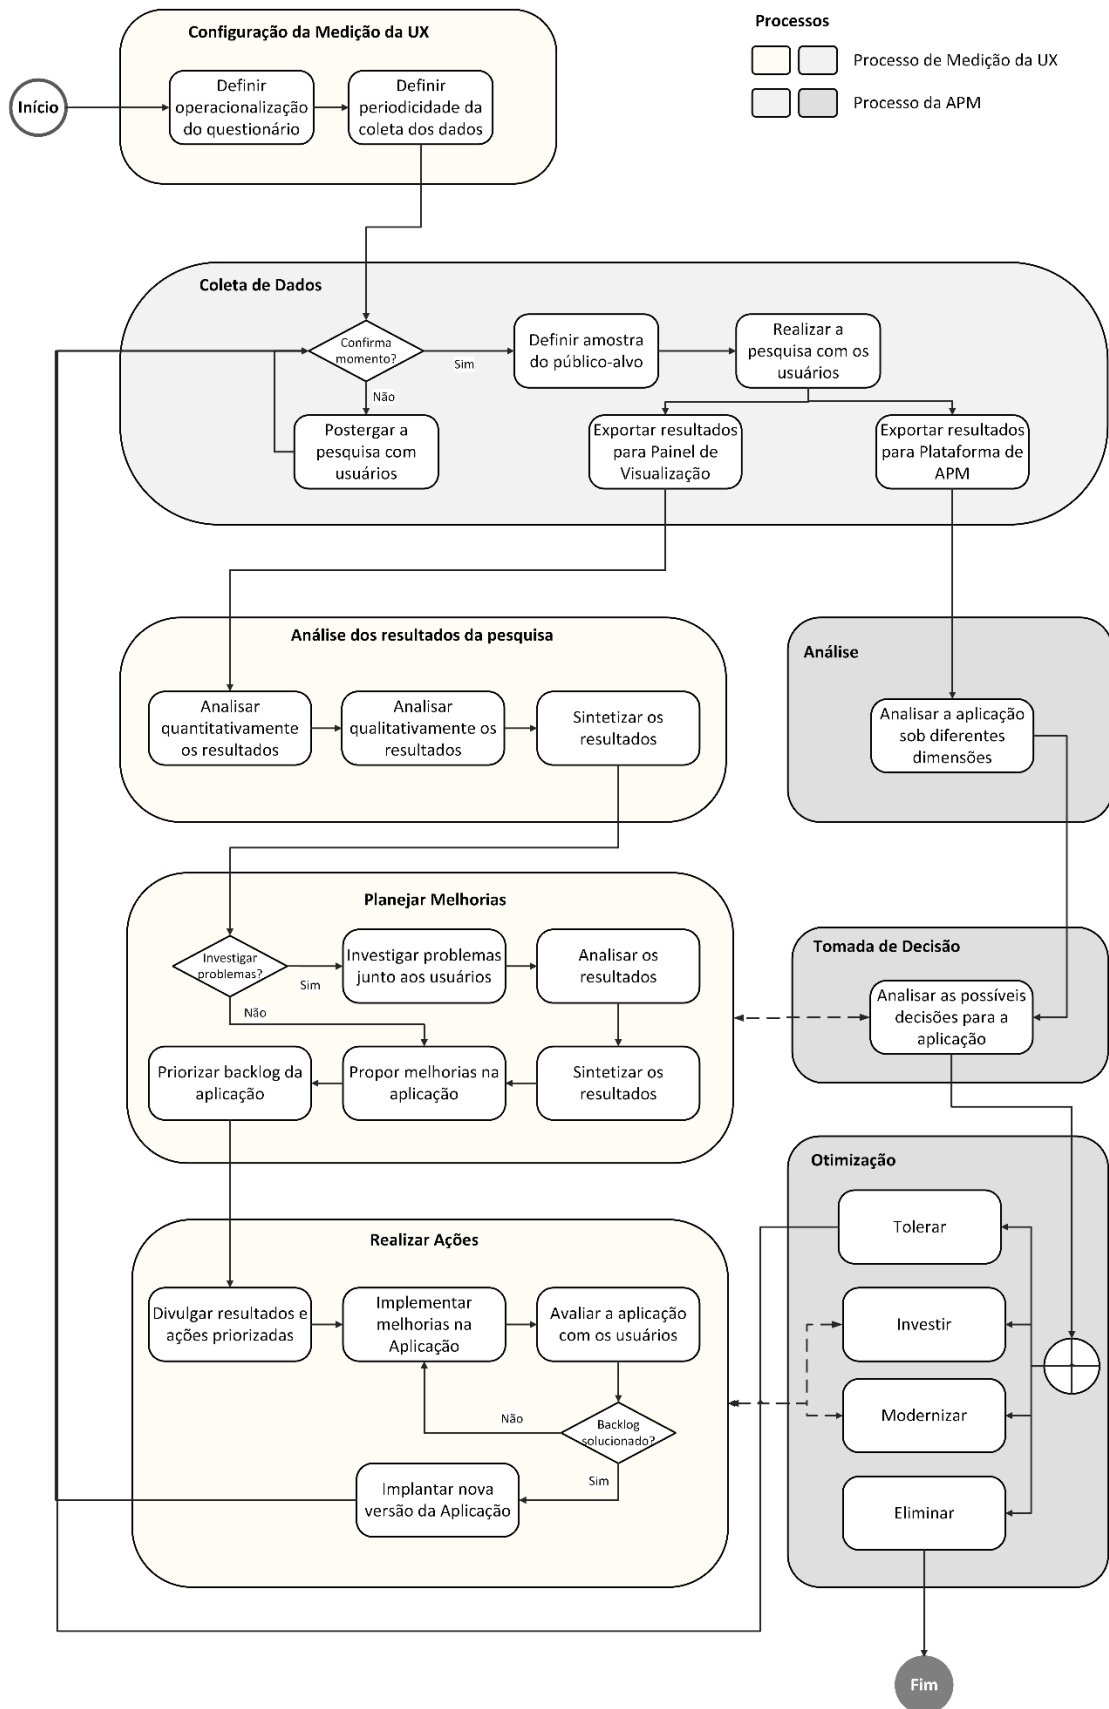 Processos
Processo de Medição da UX
Processo da APM
Configuração da Medição da UX
Início
Definir
operacionalização
do questionário
Definir
periodicidade da
coleta dos dados
Coleta de Dados
Confirma
momento?
Sim
Não
Definir amostra
do público-alvo
Realizar a
pesquisa com os
usuários
Postergar a
pesquisa com
usuários
Exportar resultados
para Painel de
Visualização
Exportar resultados
para Plataforma de
APM
Análise dos resultados da pesquisa
Analisar
quantitativamente
os resultados
Analisar
qualitativamente os
resultados
Sintetizar os
resultados
Análise
Analisar a aplicação
sob diferentes
dimensões
Planejar Melhorias
Investigar
problemas?
Sim
Não
Investigar problemas
junto aos usuários
Analisar os
resultados
Priorizar backlog da
aplicação
Propor melhorias na
aplicação
Sintetizar os
resultados
Tomada de Decisão
Analisar as possíveis
decisões para a
aplicação
Realizar Ações
Divulgar resultados e
ações priorizadas
Implementar
melhorias na
Aplicação
Avaliar a aplicação
com os usuários
Não
Backlog
solucionado?
Sim
Implantar nova
versão da Aplicação
Otimização
Tolerar
Investir
Modernizar
Eliminar
Fim